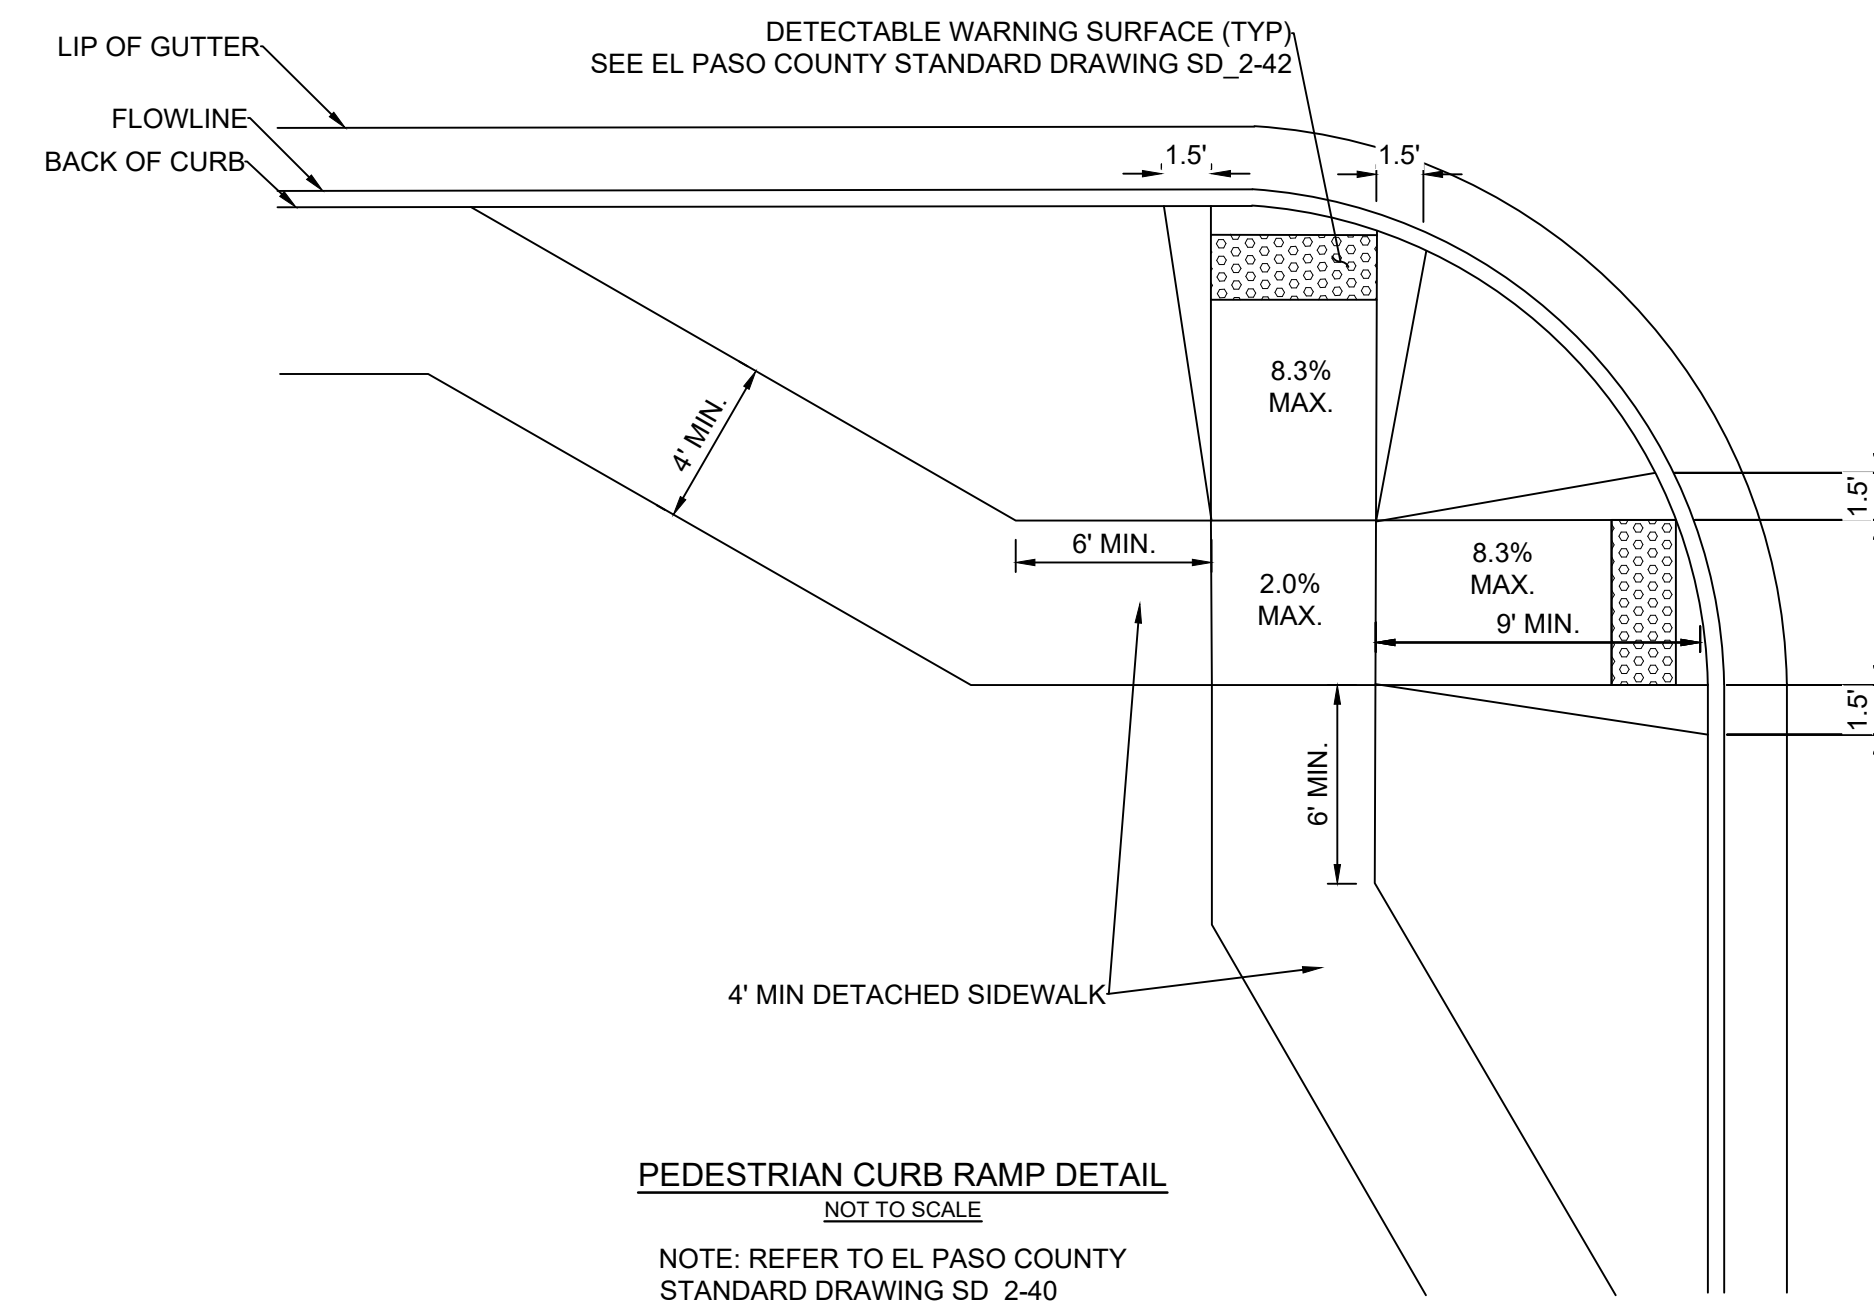 LIP OF GUTTER
DETECTABLE WARNING SURFACE (TYP)
SEE EL PASO COUNTY STANDARD DRAWING SD_2-42
FLOWLINE
BACK OF CURB
1.5'
1.5'
8.3%
MAX.
4' MIN.
6' MIN.
2.0%
MAX.
8.3%
MAX.
9' MIN.
1.5'
1.5'
6' MIN.
4' MIN DETACHED SIDEWALK
PEDESTRIAN CURB RAMP DETAIL
NOT TO SCALE
NOTE: REFER TO EL PASO COUNTY
STANDARD DRAWING SD_2-40